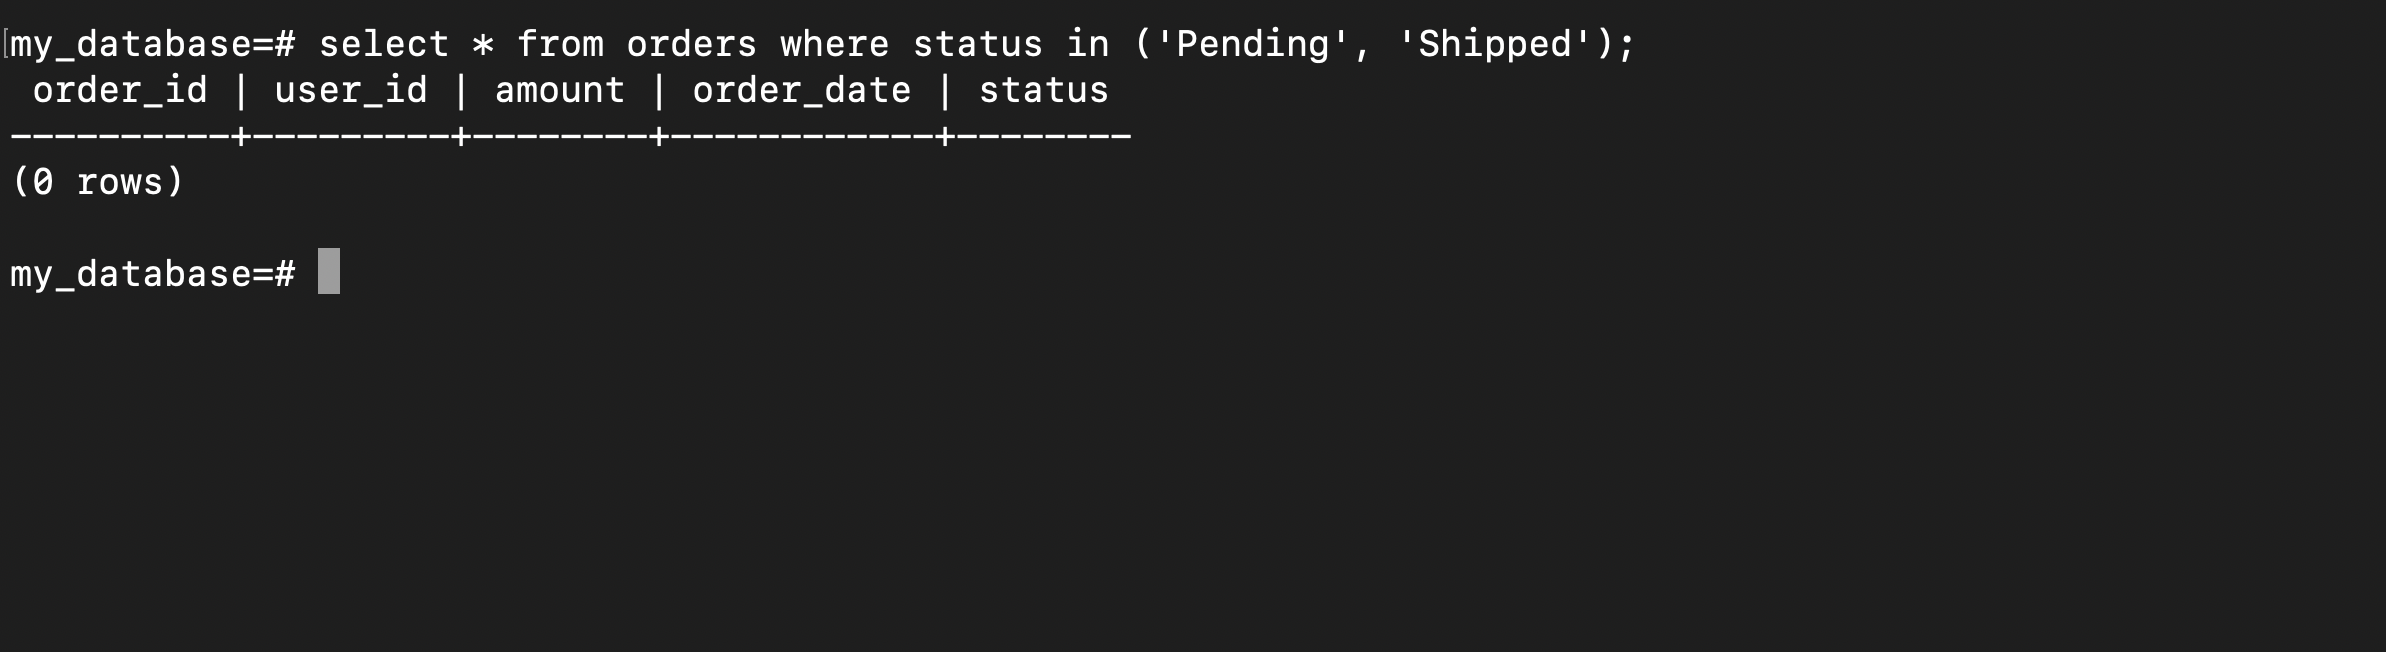 my_database=# select * from orders where status in ('Pending', 'Shipped');
 order_id | user_id | amount | order_date | status
----------+---------+--------+------------+--------
(0 rows)
my_database=#